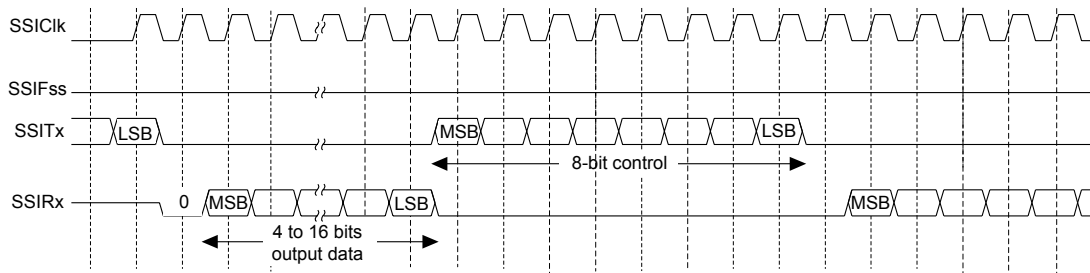 SSIClk
SSIFss
SSITx
LSB
MSB
LSB
8-bit control
SSIRx
0
MSB
LSB
MSB
4 to 16 bits
output data